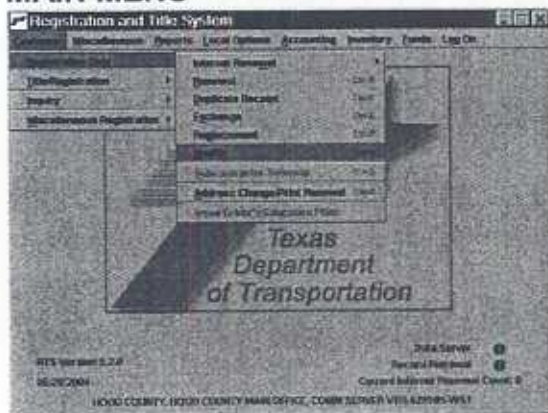 MAIN MENU
Registration and Title System
Customer Miscellaneous Reports Local Options Accounting Inventory Funds Log On
Registration Only
Title/Registration
Inquiry
Miscellaneous Registration
Internet Renewal
Renewal
Duplicate Receipt
Exchange
Replacement
Address Change/Print Renewal
Texas
Department
of Transportation
Data Server
RTS Version 5.2.0
Record Retrieval
Current Internet Renewal Count: 0
HOOD COUNTY, HOOD COUNTY MAIN OFFICE, COMM SERVER